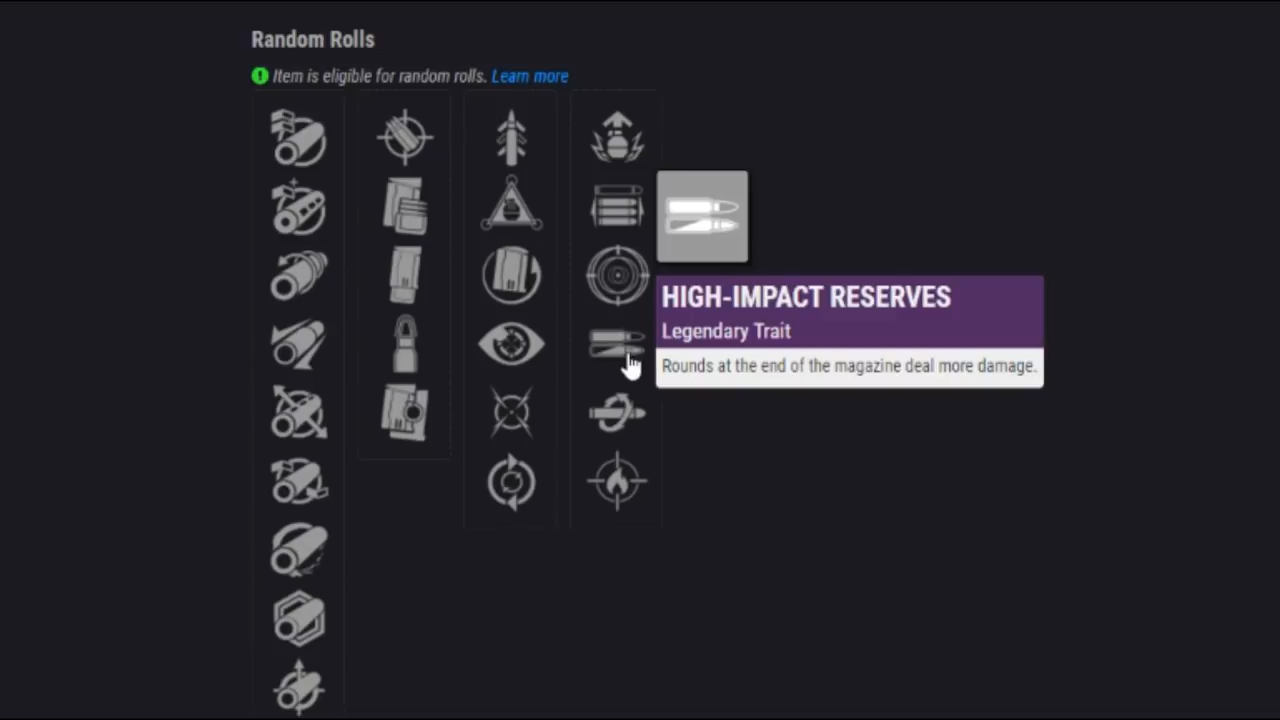 Random Rolls
Item is eligible for random rolls. Learn more
HIGH-IMPACT RESERVES
Legendary Trait
Rounds at the end of the magazine deal more damage.